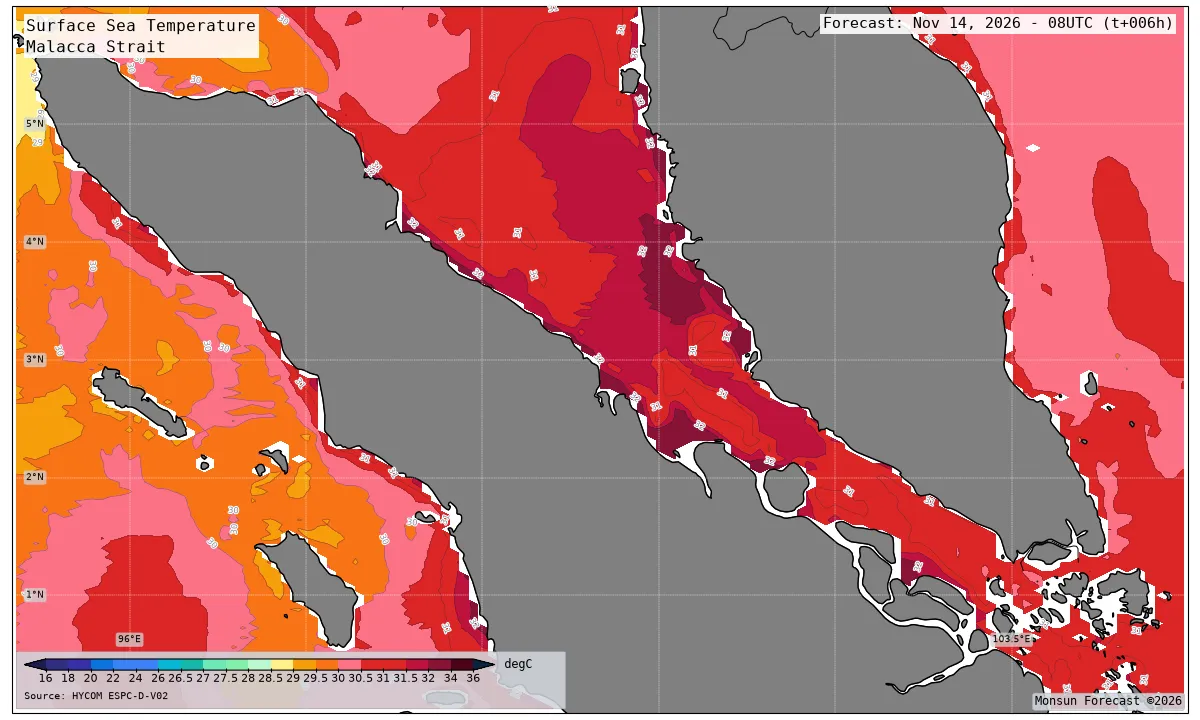 Surface Sea Temperature
Malacca Strait
Forecast: Nov 14, 2026 - 08UTC (t+006h)
5°N
4°N
3°N
2°N
1°N
96°E
103.5°E
degC
16 18 20 22 24 26 26.5 27 27.5 28 28.5 29 29.5 30 30.5 31 31.5 32 34 36
Source: HYCOM ESPC-D-V02
Monsun Forecast ©2026